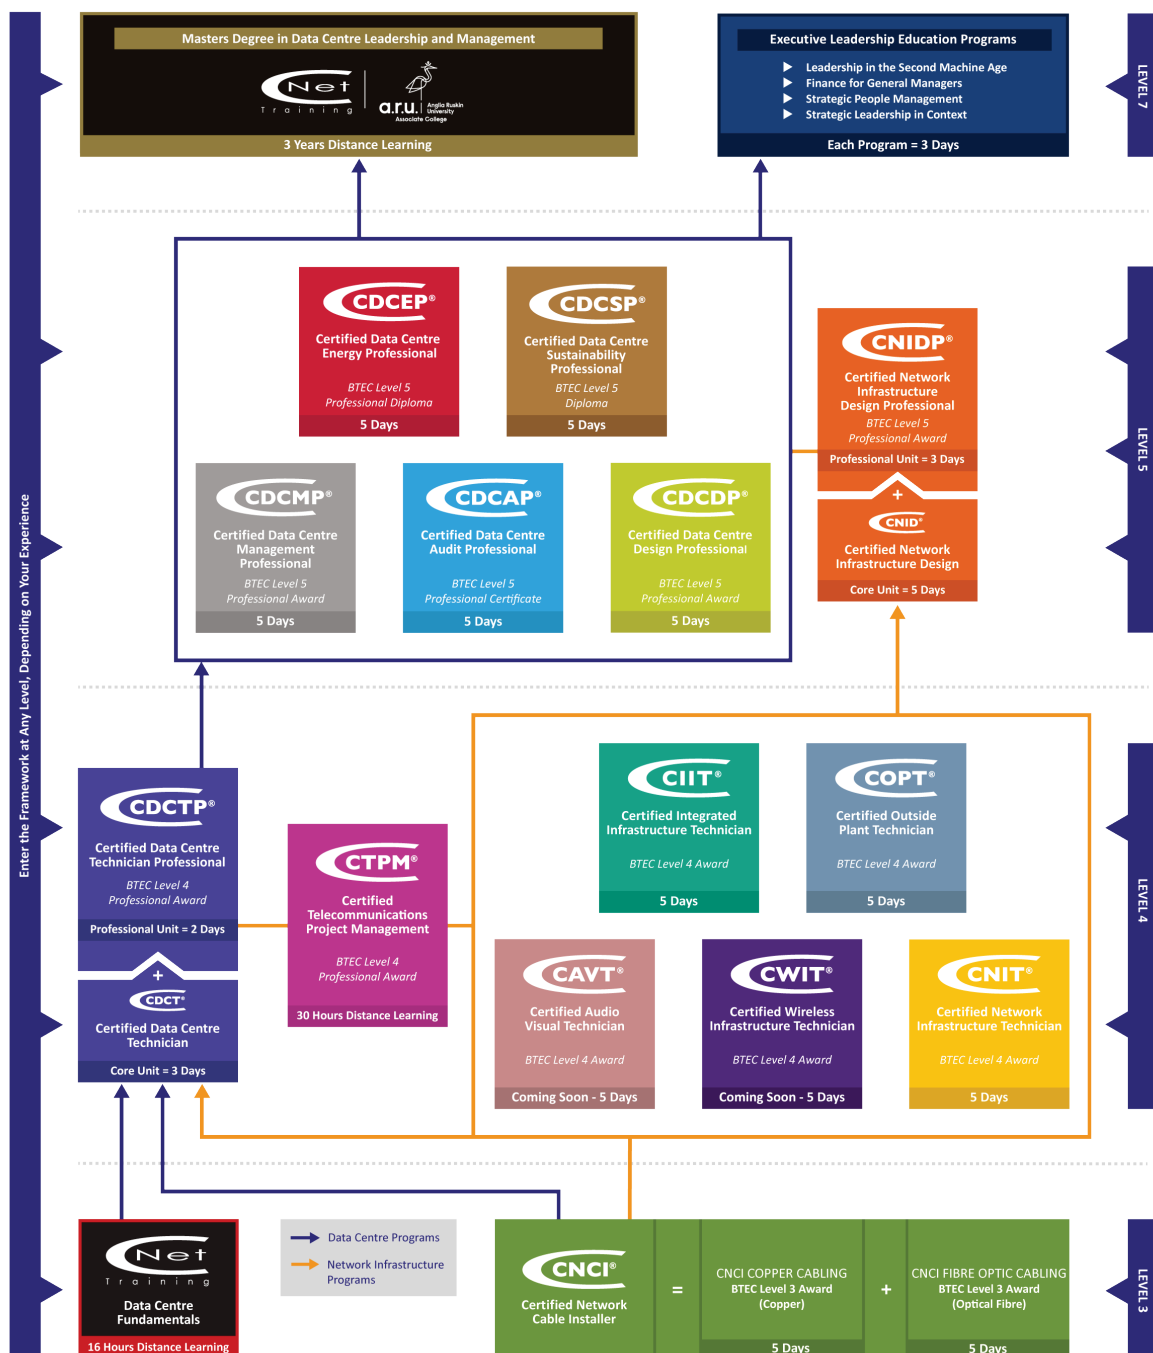 Enter the Framework at Any Level, Depending on Your Experience
Masters Degree in Data Centre Leadership and Management
CNet
Training
a.r.u.
Anglia Ruskin
University
Associate College
3 Years Distance Learning
Executive Leadership Education Programs
Leadership in the Second Machine Age
Finance for General Managers
Strategic People Management
Strategic Leadership in Context
Each Program = 3 Days
LEVEL 7
CDCEP®
Certified Data Centre
Energy Professional
BTEC Level 5
Professional Diploma
5 Days
CDCSP®
Certified Data Centre
Sustainability
Professional
BTEC Level 5
Diploma
5 Days
CNIDP®
Certified Network
Infrastructure
Design Professional
BTEC Level 5
Professional Award
Professional Unit = 3 Days
+
CNID®
Certified Network
Infrastructure Design
Core Unit = 5 Days
CDCMP®
Certified Data Centre
Management
Professional
BTEC Level 5
Professional Award
5 Days
CDCAP®
Certified Data Centre
Audit Professional
BTEC Level 5
Professional Certificate
5 Days
CDCDP®
Certified Data Centre
Design Professional
BTEC Level 5
Professional Award
5 Days
LEVEL 5
CDCTP®
Certified Data Centre
Technician Professional
BTEC Level 4
Professional Award
Professional Unit = 2 Days
+
CDCT®
Certified Data Centre
Technician
Core Unit = 3 Days
CTPM®
Certified
Telecommunications
Project Management
BTEC Level 4
Professional Award
30 Hours Distance Learning
CIIT®
Certified Integrated
Infrastructure Technician
BTEC Level 4 Award
5 Days
COPT®
Certified Outside
Plant Technician
BTEC Level 4 Award
5 Days
CAVT®
Certified Audio
Visual Technician
BTEC Level 4 Award
Coming Soon - 5 Days
CWIT®
Certified Wireless
Infrastructure Technician
BTEC Level 4 Award
Coming Soon - 5 Days
CNIT®
Certified Network
Infrastructure Technician
BTEC Level 4 Award
5 Days
LEVEL 4
CNet
Training
Data Centre
Fundamentals
16 Hours Distance Learning
Data Centre Programs
Network Infrastructure
Programs
CNCI®
Certified Network
Cable Installer
=
CNCI COPPER CABLING
BTEC Level 3 Award
(Copper)
5 Days
+
CNCI FIBRE OPTIC CABLING
BTEC Level 3 Award
(Optical Fibre)
5 Days
LEVEL 3